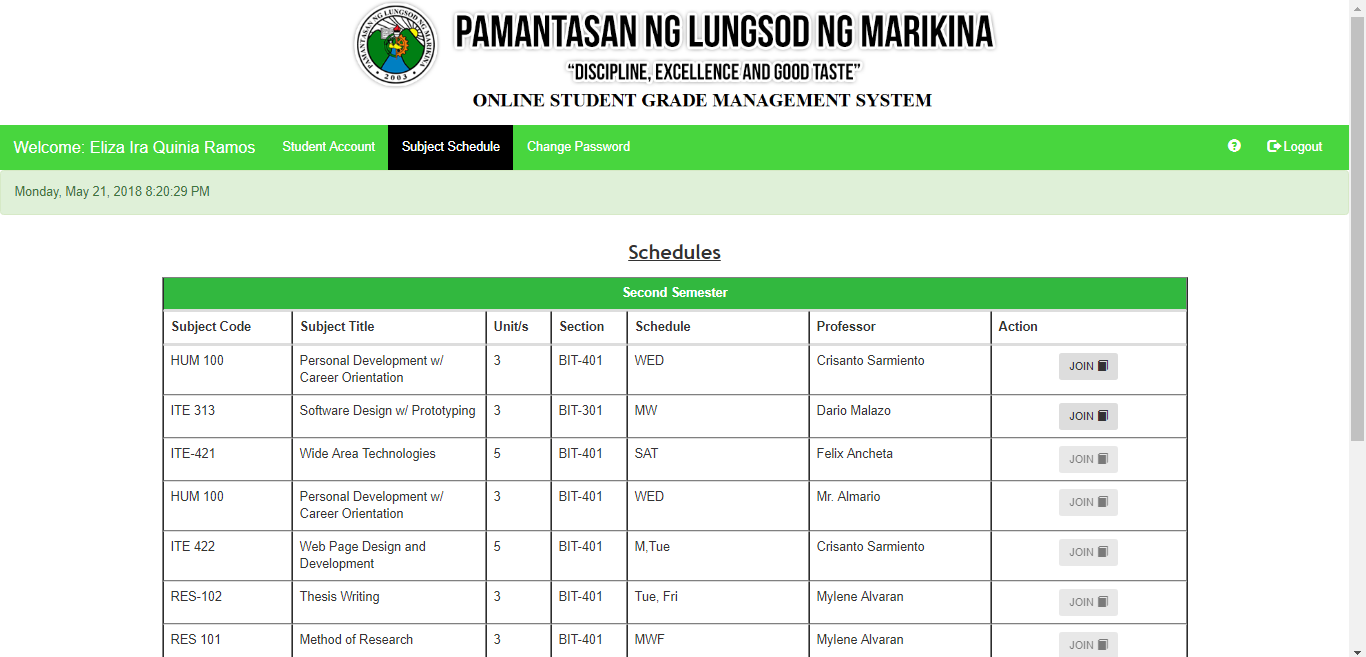 PAMANTASAN NG LUNGSOD NG MARIKINA
PAMANTASAN NG LUNGSOD NG MARIKINA
2003
“DISCIPLINE, EXCELLENCE AND GOOD TASTE”
ONLINE STUDENT GRADE MANAGEMENT SYSTEM
Welcome: Eliza Ira Quinia Ramos Student Account Subject Schedule Change Password ? Logout
Monday, May 21, 2018 8:20:29 PM
Schedules
Second Semester
Subject Code Subject Title Unit/s Section Schedule Professor Action
HUM 100 Personal Development w/ 3 BIT-401 WED Crisanto Sarmiento JOIN
Career Orientation
ITE 313 Software Design w/ Prototyping 3 BIT-301 MW Dario Malazo JOIN
ITE-421 Wide Area Technologies 5 BIT-401 SAT Felix Ancheta JOIN
HUM 100 Personal Development w/ 3 BIT-401 WED Mr. Almario JOIN
Career Orientation
ITE 422 Web Page Design and 5 BIT-401 M,Tue Crisanto Sarmiento JOIN
Development
RES-102 Thesis Writing 3 BIT-401 Tue, Fri Mylene Alvaran JOIN
RES 101 Method of Research 3 BIT-401 MWF Mylene Alvaran JOIN